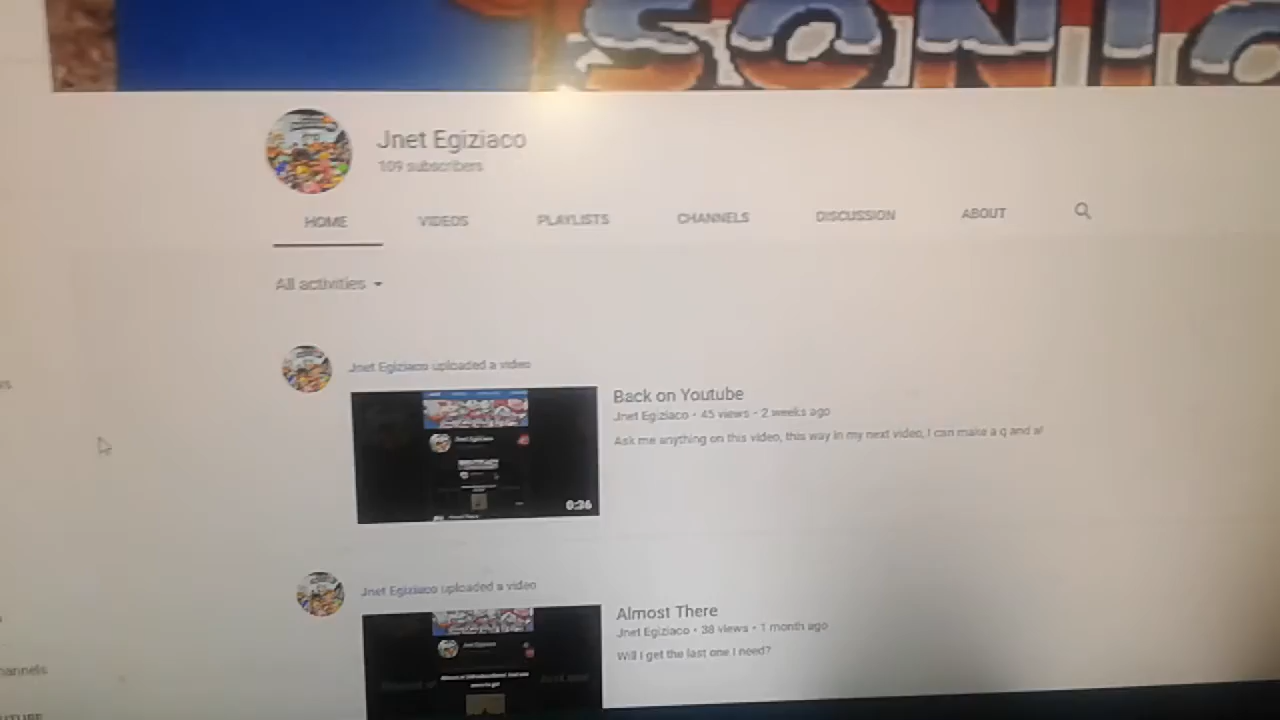 SONIC
Jnet Egiziaco
109 subscribers
HOME VIDEOS PLAYLISTS CHANNELS DISCUSSION ABOUT
All activities
Jnet Egiziaco uploaded a video
Back on Youtube
Jnet Egiziaco • 45 views • 2 weeks ago
Ask me anything on this video, this way in my next video, I can make a q and a!
0:36
Jnet Egiziaco uploaded a video
Almost There
Jnet Egiziaco • 38 views • 1 month ago
Will I get the last one I need?